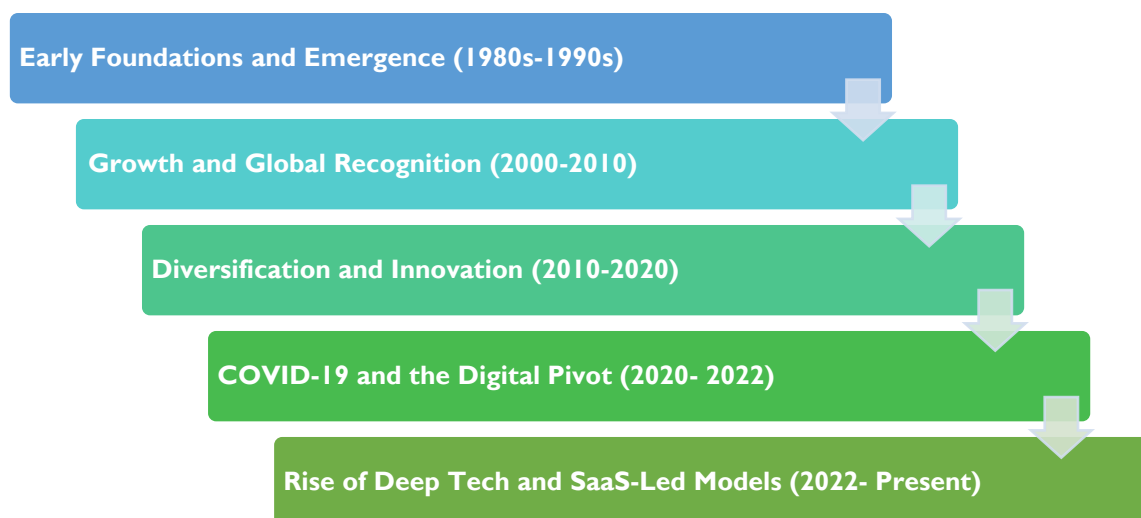 Early Foundations and Emergence (1980s-1990s)
Growth and Global Recognition (2000-2010)
Diversification and Innovation (2010-2020)
COVID-19 and the Digital Pivot (2020- 2022)
Rise of Deep Tech and SaaS-Led Models (2022- Present)